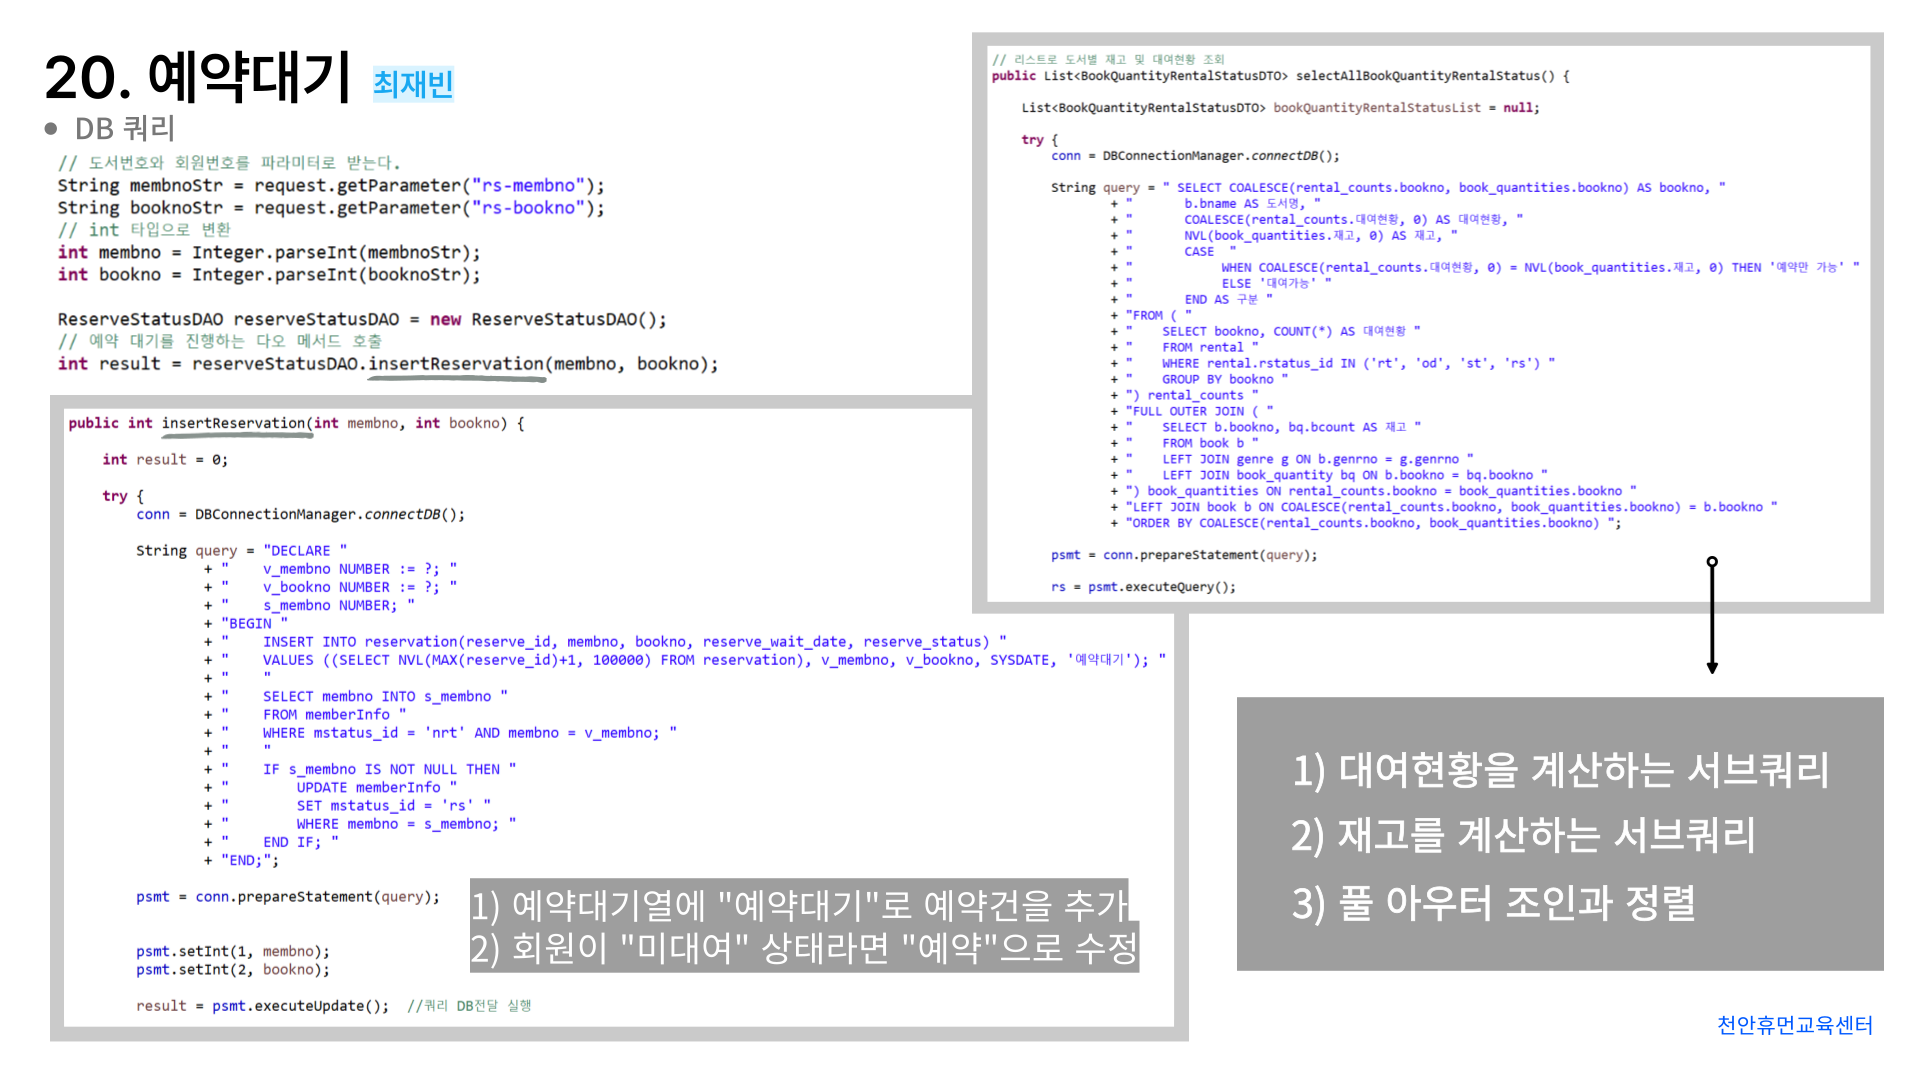 20. 예약대기 최재빈
• DB 쿼리
// 도서번호와 회원번호를 파라미터로 받는다.
String membnoStr = request.getParameter("rs-membno");
String booknoStr = request.getParameter("rs-bookno");
// int 타입으로 변환
int membno = Integer.parseInt(membnoStr);
int bookno = Integer.parseInt(booknoStr);
ReserveStatusDAO reserveStatusDAO = new ReserveStatusDAO();
// 예약 대기를 진행하는 다오 메서드 호출
int result = reserveStatusDAO.insertReservation(membno, bookno);
public int insertReservation(int membno, int bookno) {
int result = 0;
try {
conn = DBConnectionManager.connectDB();
String query = "DECLARE "
+ "    v_membno NUMBER := ?; "
+ "    v_bookno NUMBER := ?; "
+ "    s_membno NUMBER; "
+ "BEGIN "
+ "    INSERT INTO reservation(reserve_id, membno, bookno, reserve_wait_date, reserve_status) "
+ "    VALUES ((SELECT NVL(MAX(reserve_id)+1, 100000) FROM reservation), v_membno, v_bookno, SYSDATE, '예약대기'); "
+ "    "
+ "    SELECT membno INTO s_membno "
+ "    FROM memberInfo "
+ "    WHERE mstatus_id = 'nrt' AND membno = v_membno; "
+ "    "
+ "    IF s_membno IS NOT NULL THEN "
+ "        UPDATE memberInfo "
+ "        SET mstatus_id = 'rs' "
+ "        WHERE membno = s_membno; "
+ "    END IF; "
+ "END;";
psmt = conn.prepareStatement(query);
psmt.setInt(1, membno);
psmt.setInt(2, bookno);
result = psmt.executeUpdate();  //쿼리 DB전달 실행
1) 예약대기열에 "예약대기"로 예약건을 추가
2) 회원이 "미대여" 상태라면 "예약"으로 수정
// 리스트로 도서별 재고 및 대여현황 조회
public List<BookQuantityRentalStatusDTO> selectAllBookQuantityRentalStatus() {
List<BookQuantityRentalStatusDTO> bookQuantityRentalStatusList = null;
try {
conn = DBConnectionManager.connectDB();
String query = " SELECT COALESCE(rental_counts.bookno, book_quantities.bookno) AS bookno, "
+ "       b.bname AS 도서명, "
+ "       COALESCE(rental_counts.대여현황, 0) AS 대여현황, "
+ "       NVL(book_quantities.재고, 0) AS 재고, "
+ "       CASE  "
+ "            WHEN COALESCE(rental_counts.대여현황, 0) = NVL(book_quantities.재고, 0) THEN '예약만 가능' "
+ "            ELSE '대여가능' "
+ "       END AS 구분 "
+ "FROM ( "
+ "    SELECT bookno, COUNT(*) AS 대여현황 "
+ "    FROM rental "
+ "    WHERE rental.rstatus_id IN ('rt', 'od', 'st', 'rs') "
+ "    GROUP BY bookno "
+ ") rental_counts "
+ "FULL OUTER JOIN ( "
+ "    SELECT b.bookno, bq.bcount AS 재고 "
+ "    FROM book b "
+ "    LEFT JOIN genre g ON b.genrno = g.genrno "
+ "    LEFT JOIN book_quantity bq ON b.bookno = bq.bookno "
+ ") book_quantities ON rental_counts.bookno = book_quantities.bookno "
+ "LEFT JOIN book b ON COALESCE(rental_counts.bookno, book_quantities.bookno) = b.bookno "
+ "ORDER BY COALESCE(rental_counts.bookno, book_quantities.bookno) ";
psmt = conn.prepareStatement(query);
rs = psmt.executeQuery();
1) 대여현황을 계산하는 서브쿼리
2) 재고를 계산하는 서브쿼리
3) 풀 아우터 조인과 정렬
천안휴먼교육센터